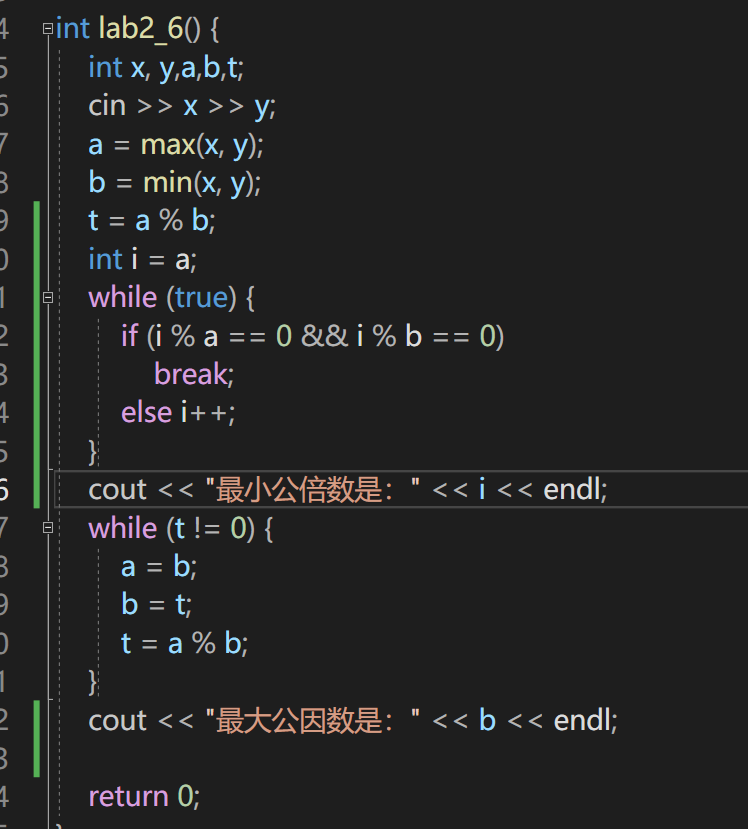 4 int lab2_6() {
5 int x, y,a,b,t;
6 cin >> x >> y;
7 a = max(x, y);
8 b = min(x, y);
9 t = a % b;
0 int i = a;
1 while (true) {
2 if (i % a == 0 && i % b == 0)
3 break;
4 else i++;
5 }
6 cout << "最小公倍数是：" << i << endl;
7 while (t != 0) {
8 a = b;
9 b = t;
0 t = a % b;
1 }
2 cout << "最大公因数是：" << b << endl;
3
4 return 0;
}